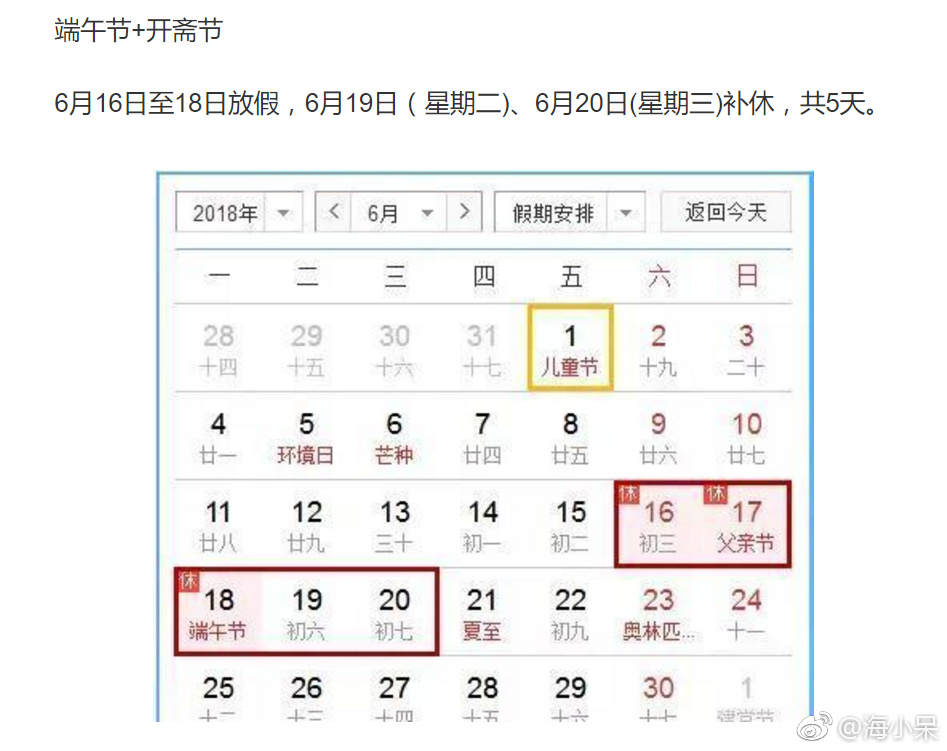 端午节+开斋节
6月16日至18日放假，6月19日（星期二)、6月20日(星期三)补休，共5天。
2018年 6月 假期安排 返回今天
一 二 三 四 五 六 日
28 29 30 31 1 2 3
十四 十五 十六 十七 儿童节 十九 二十
4 5 6 7 8 9 10
廿一 环境日 芒种 廿四 廿五 廿六 廿七
休 休
11 12 13 14 15 16 17
廿八 廿九 三十 初一 初二 初三 父亲节
休
18 19 20 21 22 23 24
端午节 初六 初七 夏至 初九 奥林匹... 十一
25 26 27 28 29 30 1
十二 十三 十四 十五 十六 十七 建党节
@海小呆